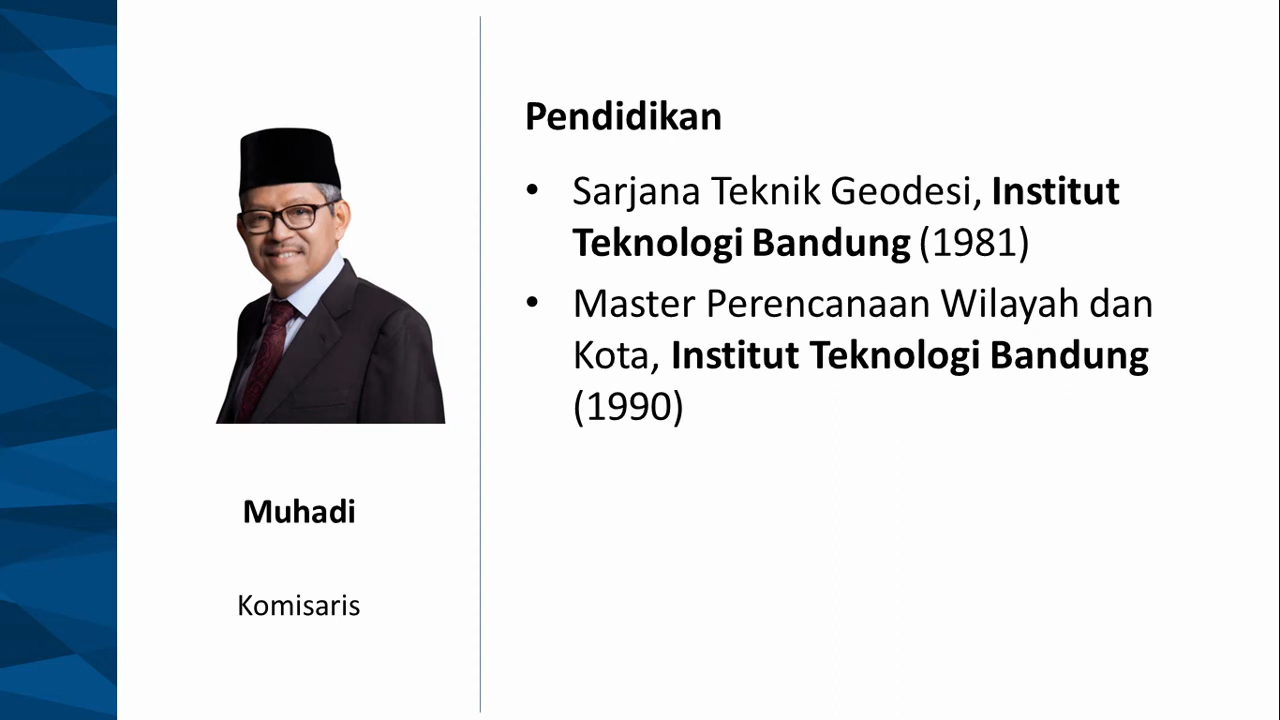 Muhadi
Komisaris
Pendidikan
• Sarjana Teknik Geodesi, Institut
Teknologi Bandung (1981)
• Master Perencanaan Wilayah dan
Kota, Institut Teknologi Bandung
(1990)